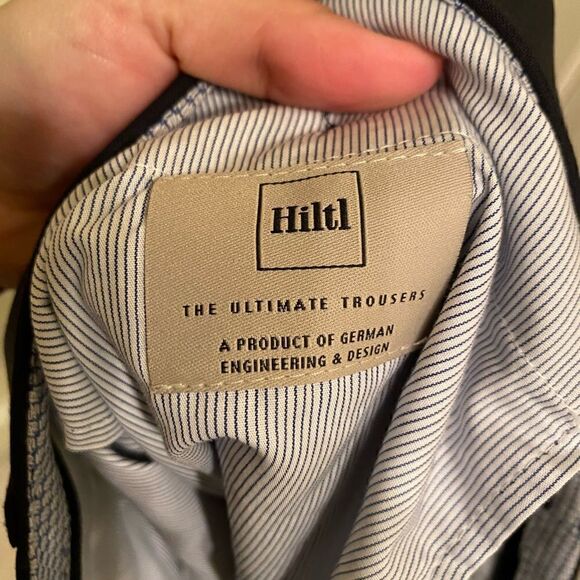 Hiltl
THE ULTIMATE TROUSERS
A PRODUCT OF GERMAN
ENGINEERING & DESIGN